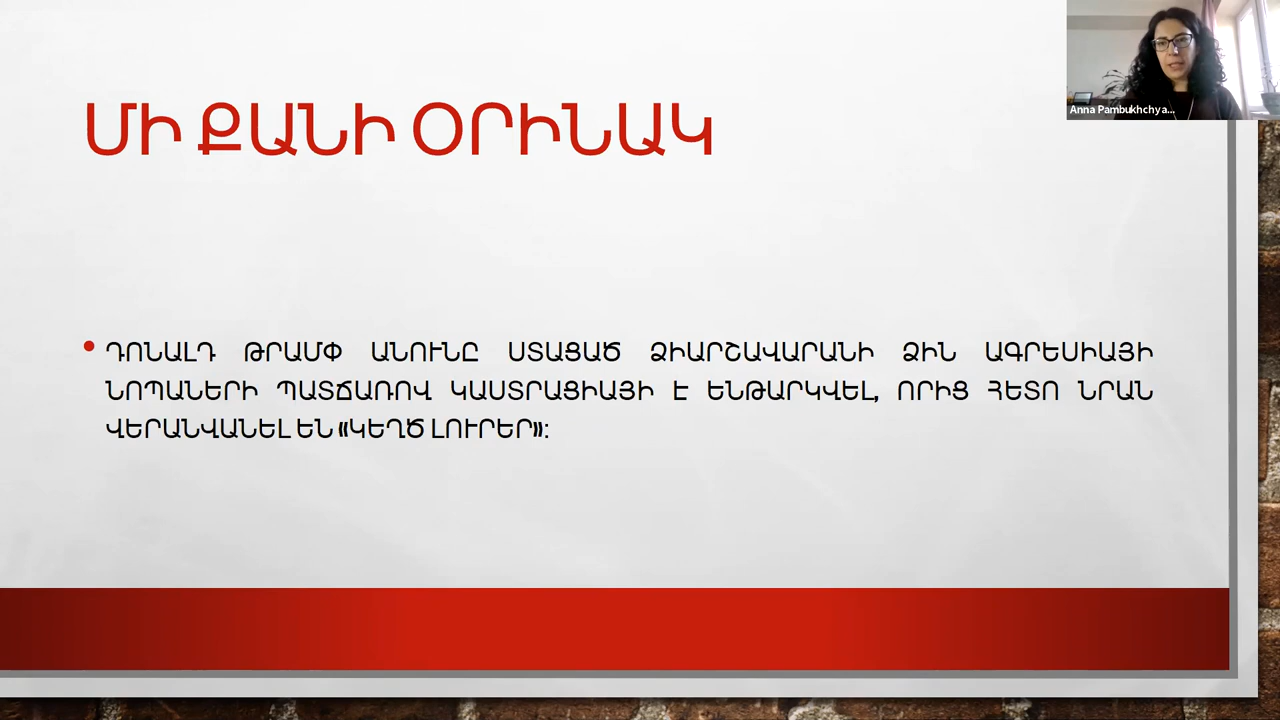 Anna Pambukhchya...
ՄԻ ՔԱՆԻ ՕՐԻՆԱԿ
• ԴՈՆԱԼԴ ԹՐԱՄՓ ԱՆՈՒՆԸ ՍՏԱՑԱԾ ՁԻԱՐՇԱՎԱՐԱՆԻ ՁԻՆ ԱԳՐԵՍԻԱՅԻ
ՆՈՊԱՆԵՐԻ ՊԱՏՃԱՌՈՎ ԿԱՍՏՐԱՑԻԱՅԻ Է ԵՆԹԱՐԿՎԵԼ, ՈՐԻՑ ՀԵՏՈ ՆՐԱՆ
ՎԵՐԱՆՎԱՆԵԼ ԵՆ «ԿԵՂԾ ԼՈՒՐԵՐ»: